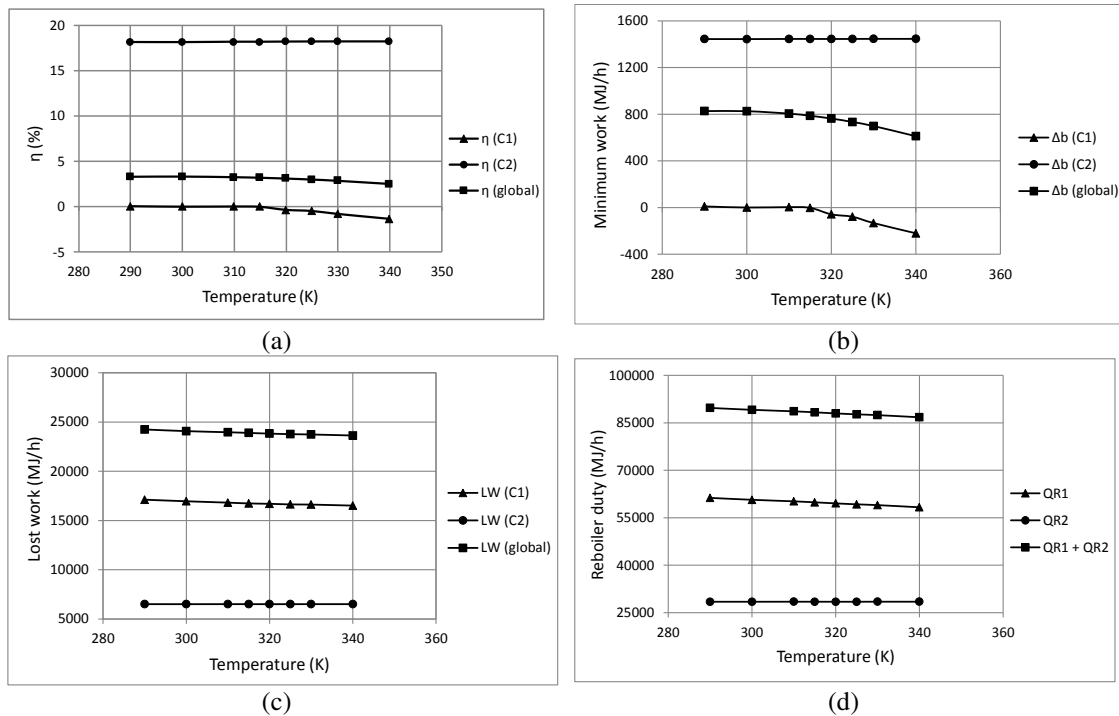 20
15
10
5
0
-5
η (%)
280 290 300 310 320 330 340 350
Temperature (K)
η (C1)
η (C2)
η (global)
(a)
1600
1200
800
400
0
-400
Minimum work (MJ/h)
280 300 320 340 360
Temperature (K)
Δb (C1)
Δb (C2)
Δb (global)
(b)
30000
25000
20000
15000
10000
5000
Lost work (MJ/h)
280 300 320 340 360
Temperature (K)
LW (C1)
LW (C2)
LW (global)
(c)
100000
85000
70000
55000
40000
25000
Reboiler duty (MJ/h)
280 300 320 340 360
Temperature (K)
QR1
QR2
QR1 + QR2
(d)